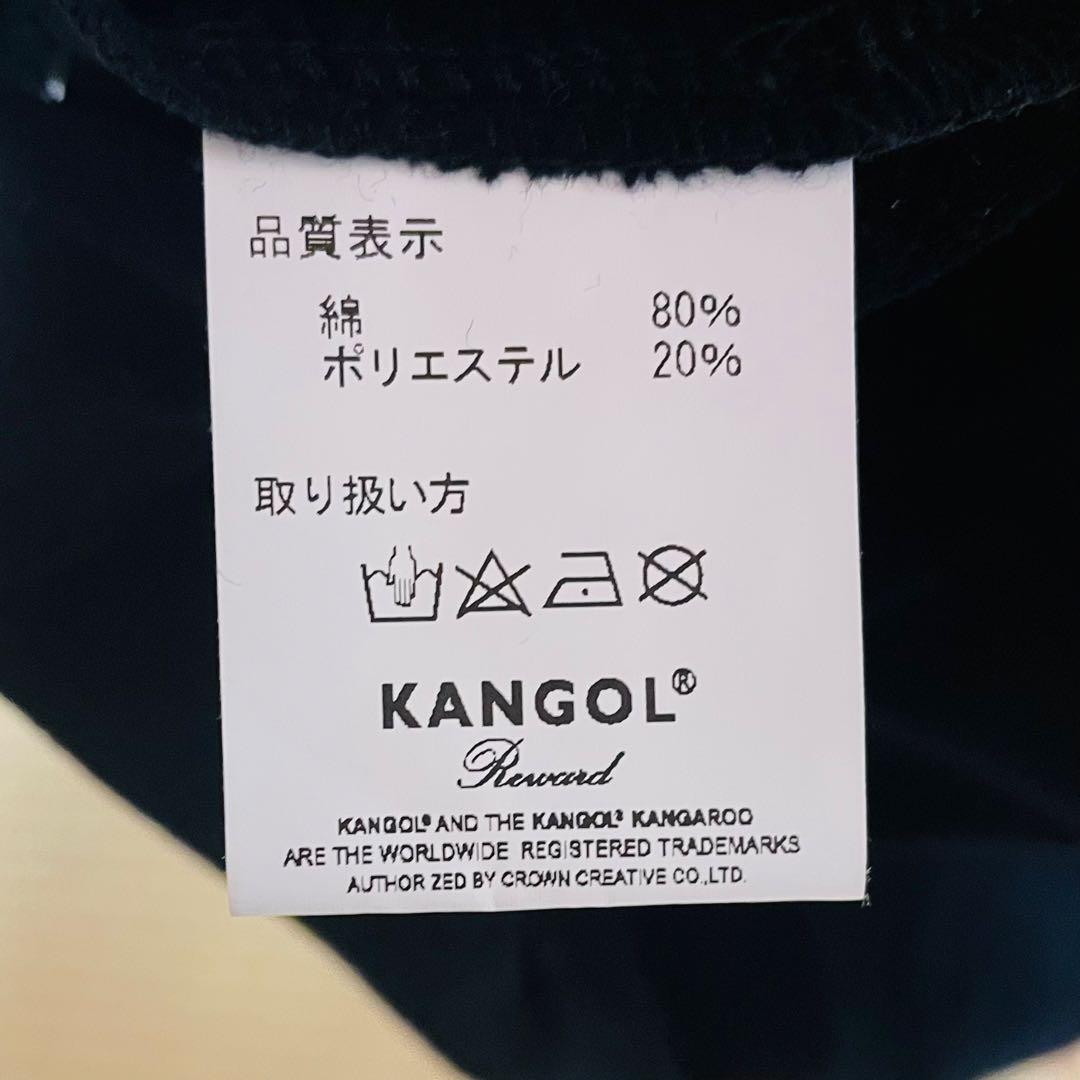 品質表示
綿 80%
ポリエステル 20%
取り扱い方
KANGOL®
Reward
KANGOL® AND THE KANGOL® KANGAROO
ARE THE WORLDWIDE REGISTERED TRADEMARKS
AUTHOR ZED BY CROWN CREATIVE CO.,LTD.